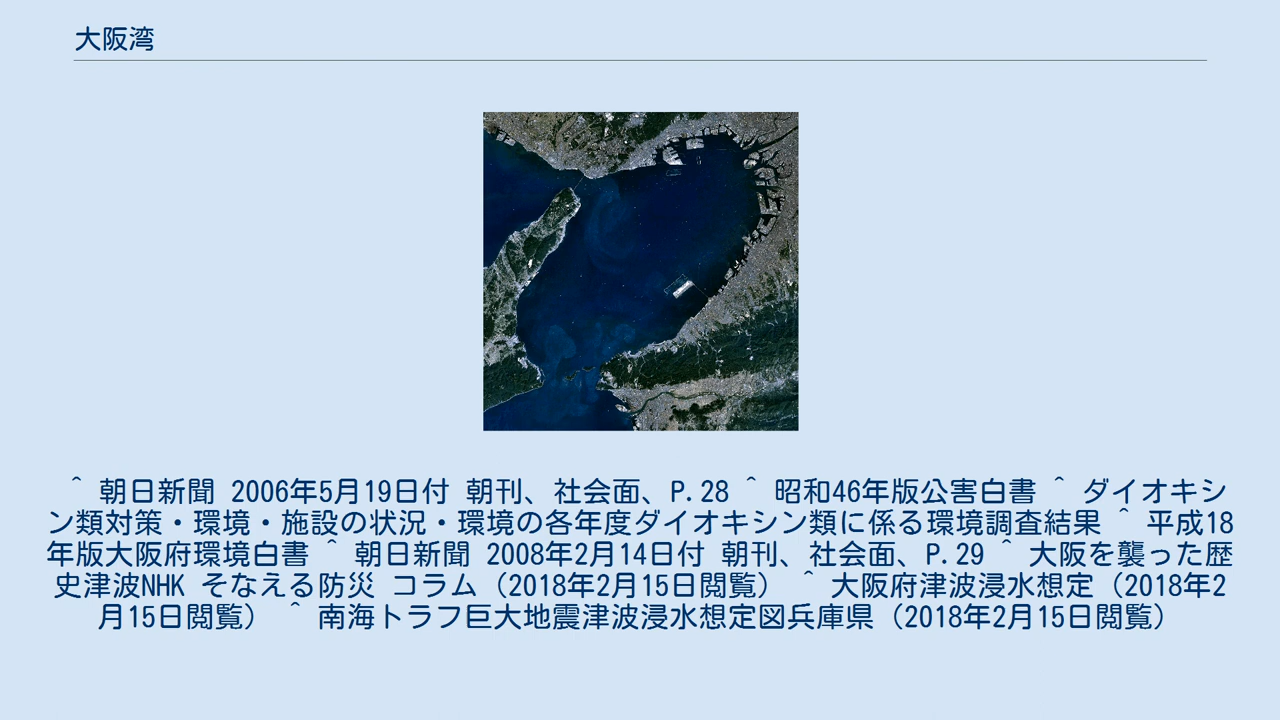 大阪湾
^ 朝日新聞 2006年5月19日付 朝刊、社会面、P.28 ^ 昭和46年版公害白書 ^ ダイオキシ
ン類対策・環境・施設の状況・環境の各年度ダイオキシン類に係る環境調査結果 ^ 平成18
年版大阪府環境白書 ^ 朝日新聞 2008年2月14日付 朝刊、社会面、P.29 ^ 大阪を襲った歴
史津波NHK そなえる防災 コラム（2018年2月15日閲覧） ^ 大阪府津波浸水想定（2018年2
月15日閲覧） ^ 南海トラフ巨大地震津波浸水想定図兵庫県（2018年2月15日閲覧）